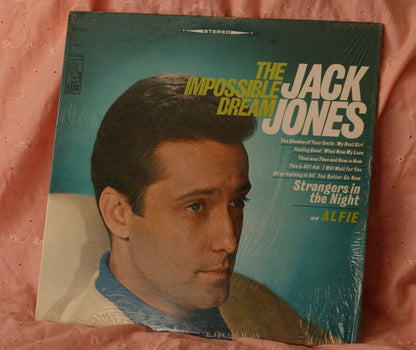 STEREO
THE
IMPOSSIBLE
DREAM
JACK
JONES
The Shadow of Your Smile My Best Girl
Feeling Good What Now My Love
Then was Then and Now is Now
This is All I Ask I Will Wait for You
All or Nothing at All You Better Go Now
Strangers in
the Night
and ALFIE